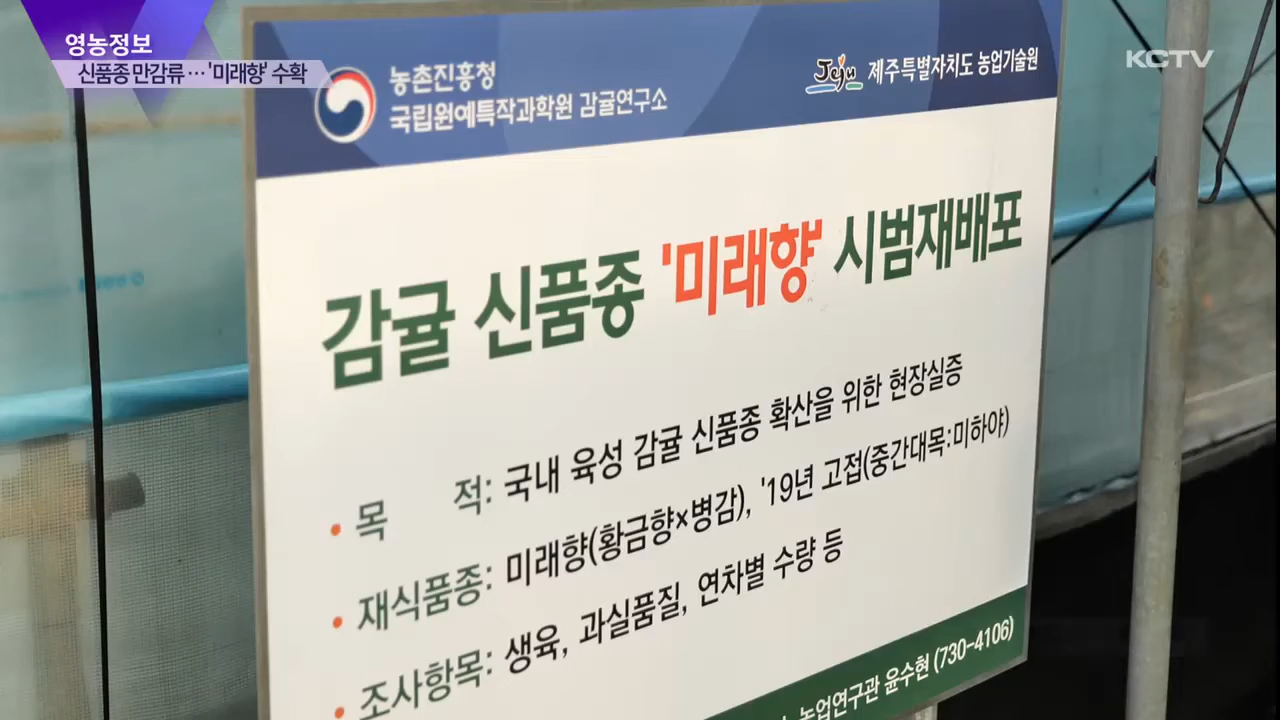 영농정보
신품종 만감류…'미래향' 수확
KCTV
농촌진흥청
국립원예특작과학원 감귤연구소
Jeju 제주특별자치도 농업기술원
감귤 신품종 '미래향' 시범재배포
• 목 적: 국내 육성 감귤 신품종 확산을 위한 현장실증
• 재식품종: 미래향(황금향×병감), '19년 고접(중간대목:미하야)
• 조사항목: 생육, 과실품질, 연차별 수량 등
농업연구관 윤수현 (730-4106)